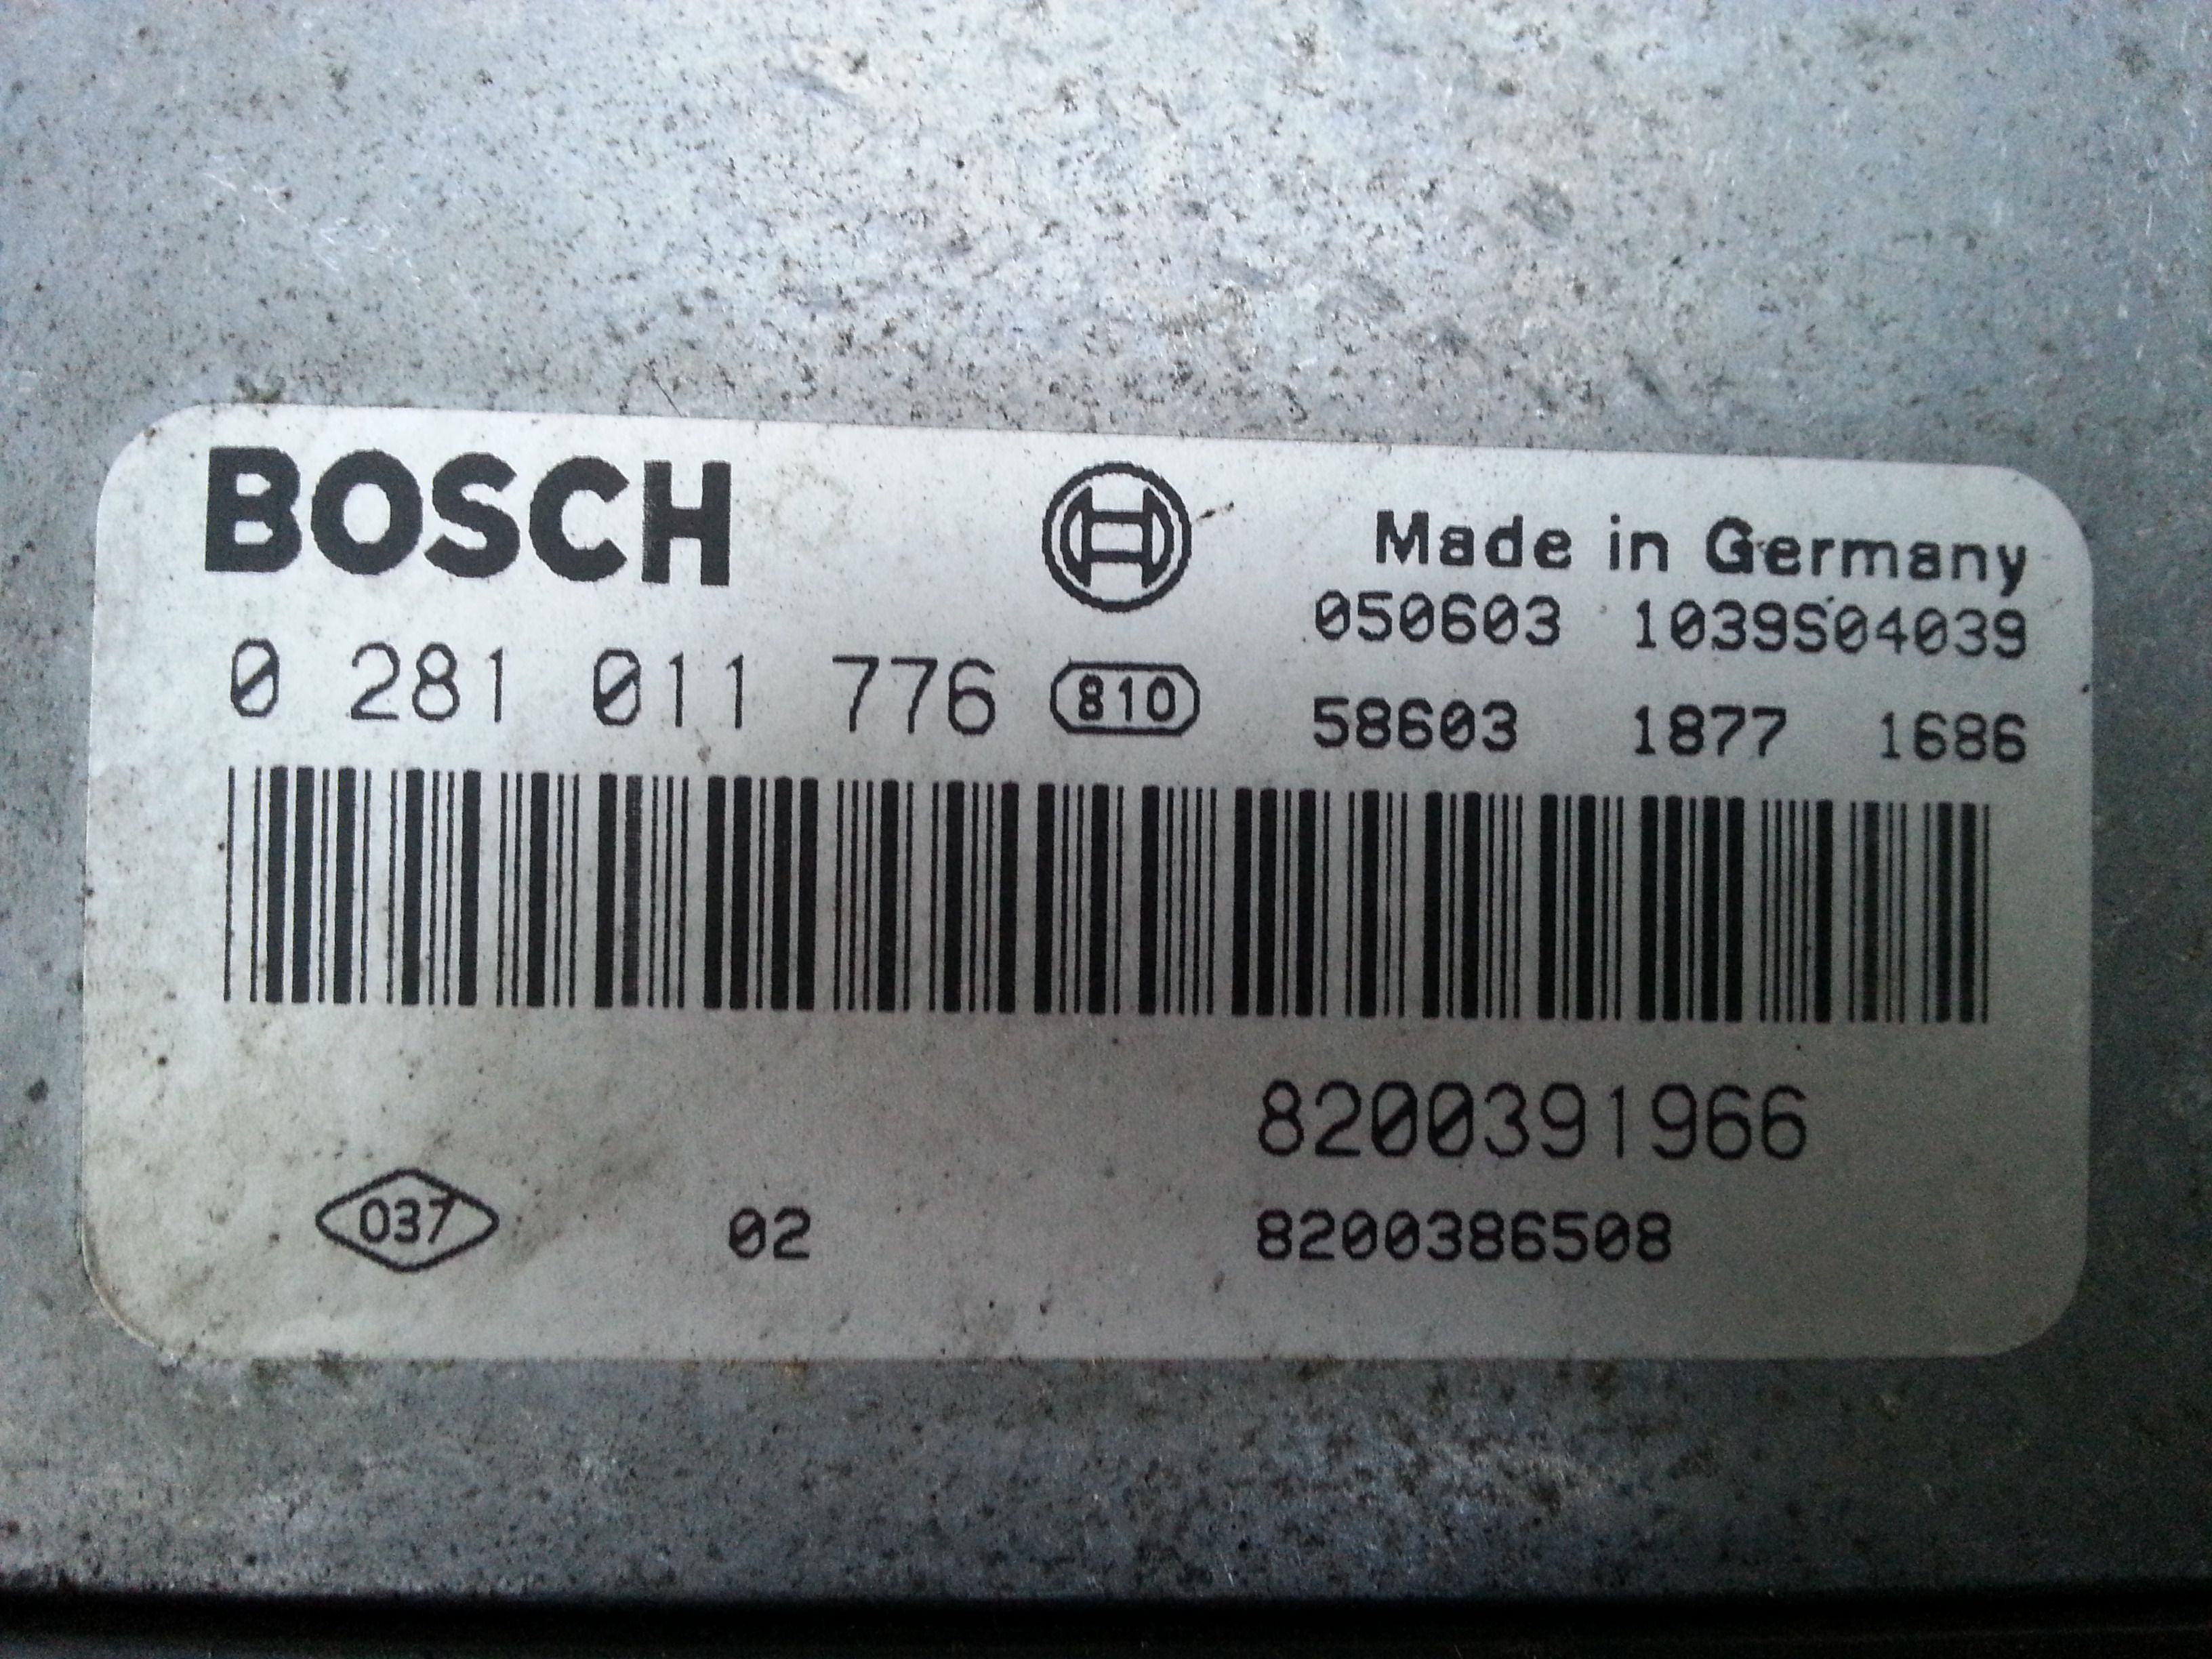 BOSCH
Made in Germany
050603 1039S04039
0 281 011 776 810
58603 1877 1686
8200391966
037 02 8200386508